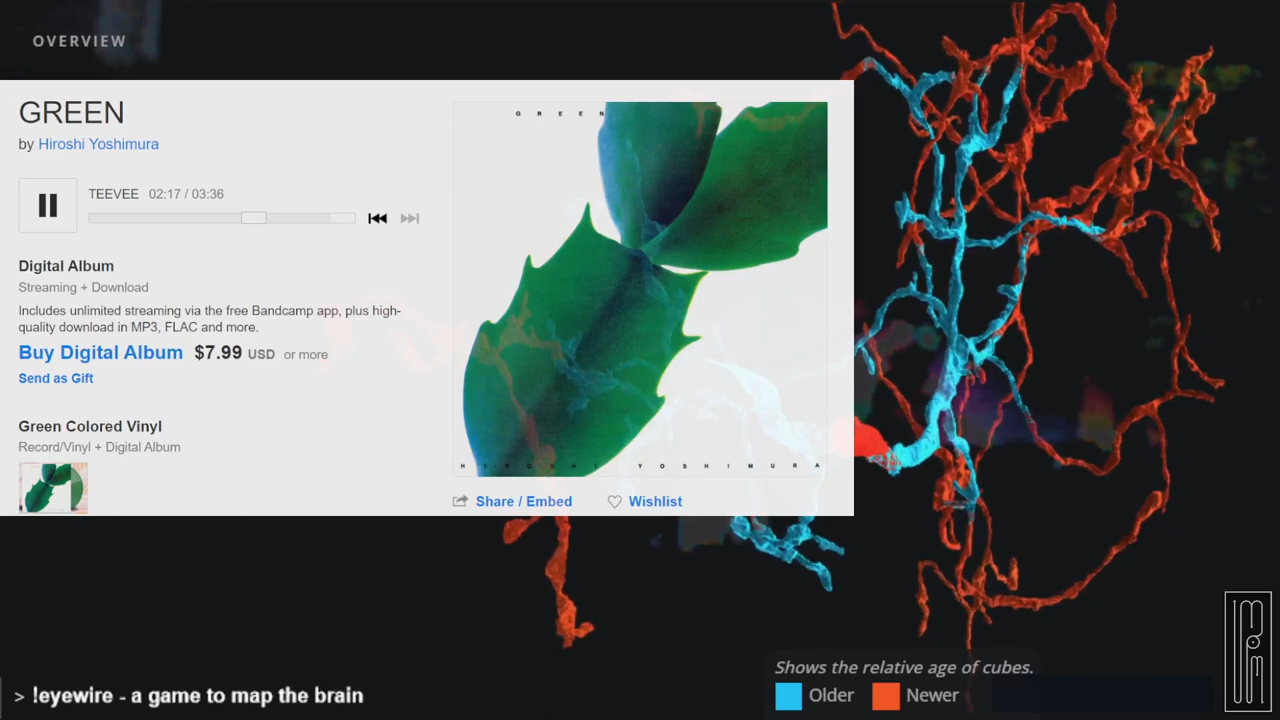 OVERVIEW
GREEN
by Hiroshi Yoshimura
TEEVEE 02:17 / 03:36
Digital Album
Streaming + Download
Includes unlimited streaming via the free Bandcamp app, plus high-
quality download in MP3, FLAC and more.
Buy Digital Album $7.99 USD or more
Send as Gift
Green Colored Vinyl
Record/Vinyl + Digital Album
G R E E N
H I R O S H I Y O S H I M U R A
Share / Embed
Wishlist
Shows the relative age of cubes.
Older
Newer
> !eyewire - a game to map the brain